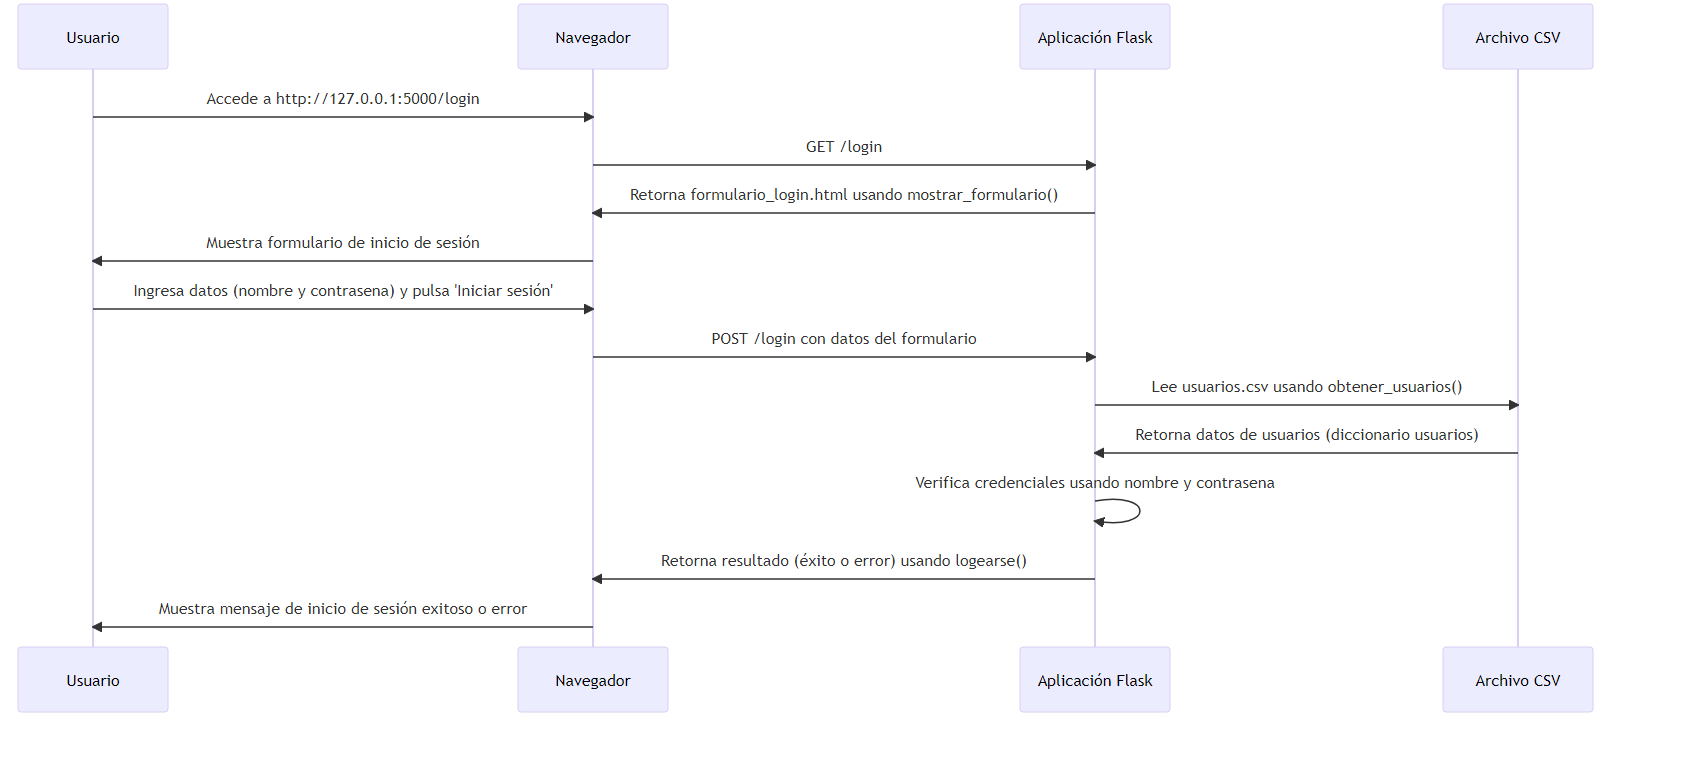 Usuario
Navegador
Aplicación Flask
Archivo CSV
Accede a http://127.0.0.1:5000/login
GET /login
Retorna formulario_login.html usando mostrar_formulario()
Muestra formulario de inicio de sesión
Ingresa datos (nombre y contrasena) y pulsa 'Iniciar sesión'
POST /login con datos del formulario
Lee usuarios.csv usando obtener_usuarios()
Retorna datos de usuarios (diccionario usuarios)
Verifica credenciales usando nombre y contrasena
Retorna resultado (éxito o error) usando logearse()
Muestra mensaje de inicio de sesión exitoso o error
Usuario
Navegador
Aplicación Flask
Archivo CSV